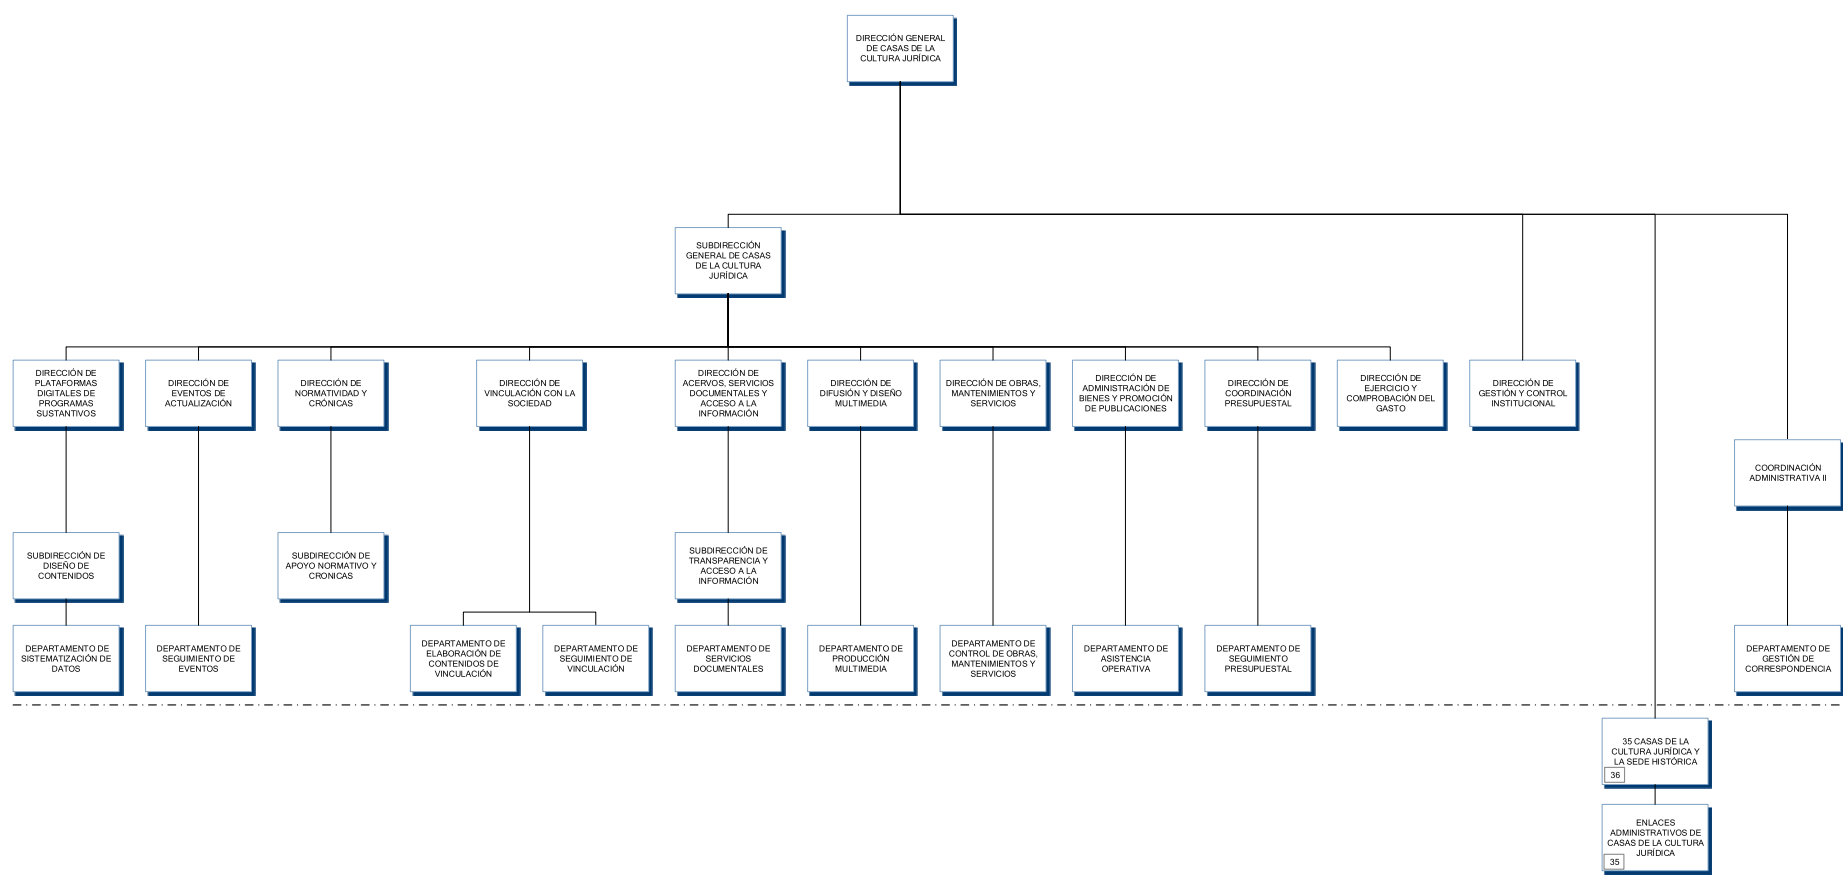 DIRECCIÓN GENERAL
DE CASAS DE LA
CULTURA JURÍDICA
SUBDIRECCIÓN
GENERAL DE CASAS
DE LA CULTURA
JURÍDICA
DIRECCIÓN DE
PLATAFORMAS
DIGITALES DE
PROGRAMAS
SUSTANTIVOS
DIRECCIÓN DE
EVENTOS DE
ACTUALIZACIÓN
DIRECCIÓN DE
NORMATIVIDAD Y
CRÓNICAS
DIRECCIÓN DE
VINCULACIÓN CON LA
SOCIEDAD
DIRECCIÓN DE
ACERVOS, SERVICIOS
DOCUMENTALES Y
ACCESO A LA
INFORMACIÓN
DIRECCIÓN DE
DIFUSIÓN Y DISEÑO
MULTIMEDIA
DIRECCIÓN DE OBRAS,
MANTENIMIENTOS Y
SERVICIOS
DIRECCIÓN DE
ADMINISTRACIÓN DE
BIENES Y PROMOCIÓN
DE PUBLICACIONES
DIRECCIÓN DE
COORDINACIÓN
PRESUPUESTAL
DIRECCIÓN DE
EJERCICIO Y
COMPROBACIÓN DEL
GASTO
DIRECCIÓN DE
GESTIÓN Y CONTROL
INSTITUCIONAL
COORDINACIÓN
ADMINISTRATIVA II
SUBDIRECCIÓN DE
DISEÑO DE
CONTENIDOS
SUBDIRECCIÓN DE
APOYO NORMATIVO Y
CRONICAS
SUBDIRECCIÓN DE
TRANSPARENCIA Y
ACCESO A LA
INFORMACIÓN
DEPARTAMENTO DE
SISTEMATIZACIÓN DE
DATOS
DEPARTAMENTO DE
SEGUIMIENTO DE
EVENTOS
DEPARTAMENTO DE
ELABORACIÓN DE
CONTENIDOS DE
VINCULACIÓN
DEPARTAMENTO DE
SEGUIMIENTO DE
VINCULACIÓN
DEPARTAMENTO DE
SERVICIOS
DOCUMENTALES
DEPARTAMENTO DE
PRODUCCIÓN
MULTIMEDIA
DEPARTAMENTO DE
CONTROL DE OBRAS,
MANTENIMIENTOS Y
SERVICIOS
DEPARTAMENTO DE
ASISTENCIA
OPERATIVA
DEPARTAMENTO DE
SEGUIMIENTO
PRESUPUESTAL
DEPARTAMENTO DE
GESTIÓN DE
CORRESPONDENCIA
35 CASAS DE LA
CULTURA JURÍDICA Y
LA SEDE HISTÓRICA
36
ENLACES
ADMINISTRATIVOS DE
CASAS DE LA CULTURA
JURÍDICA
35